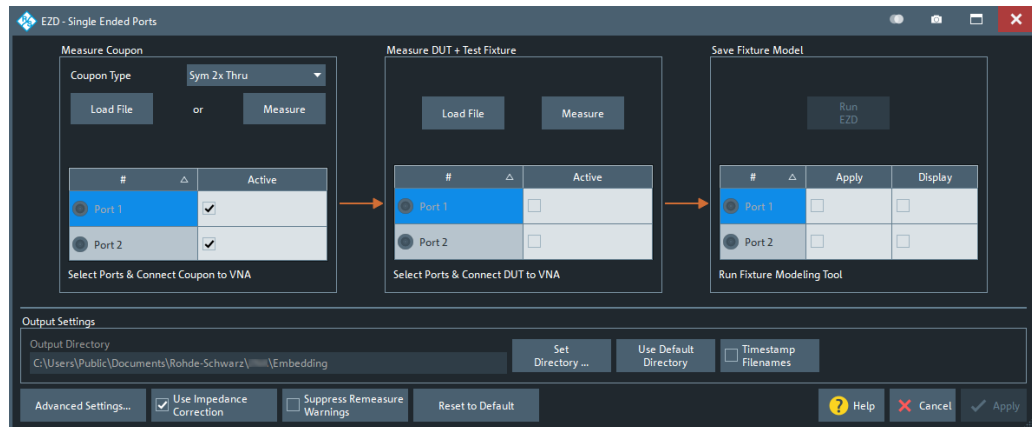 EZD - Single Ended Ports
Measure Coupon
Coupon Type Sym 2x Thru
Load File or Measure
# Active
Port 1
Port 2
Select Ports & Connect Coupon to VNA
Measure DUT + Test Fixture
Load File Measure
# Active
Port 1
Port 2
Select Ports & Connect DUT to VNA
Save Fixture Model
Run
EZD
# Apply Display
Port 1
Port 2
Run Fixture Modeling Tool
Output Settings
Output Directory
C:\Users\Public\Documents\Rohde-Schwarz\ \Embedding
Set
Directory ...
Use Default
Directory
Timestamp
Filenames
Advanced Settings...
Use Impedance
Correction
Suppress Remeasure
Warnings
Reset to Default
? Help
Cancel
Apply